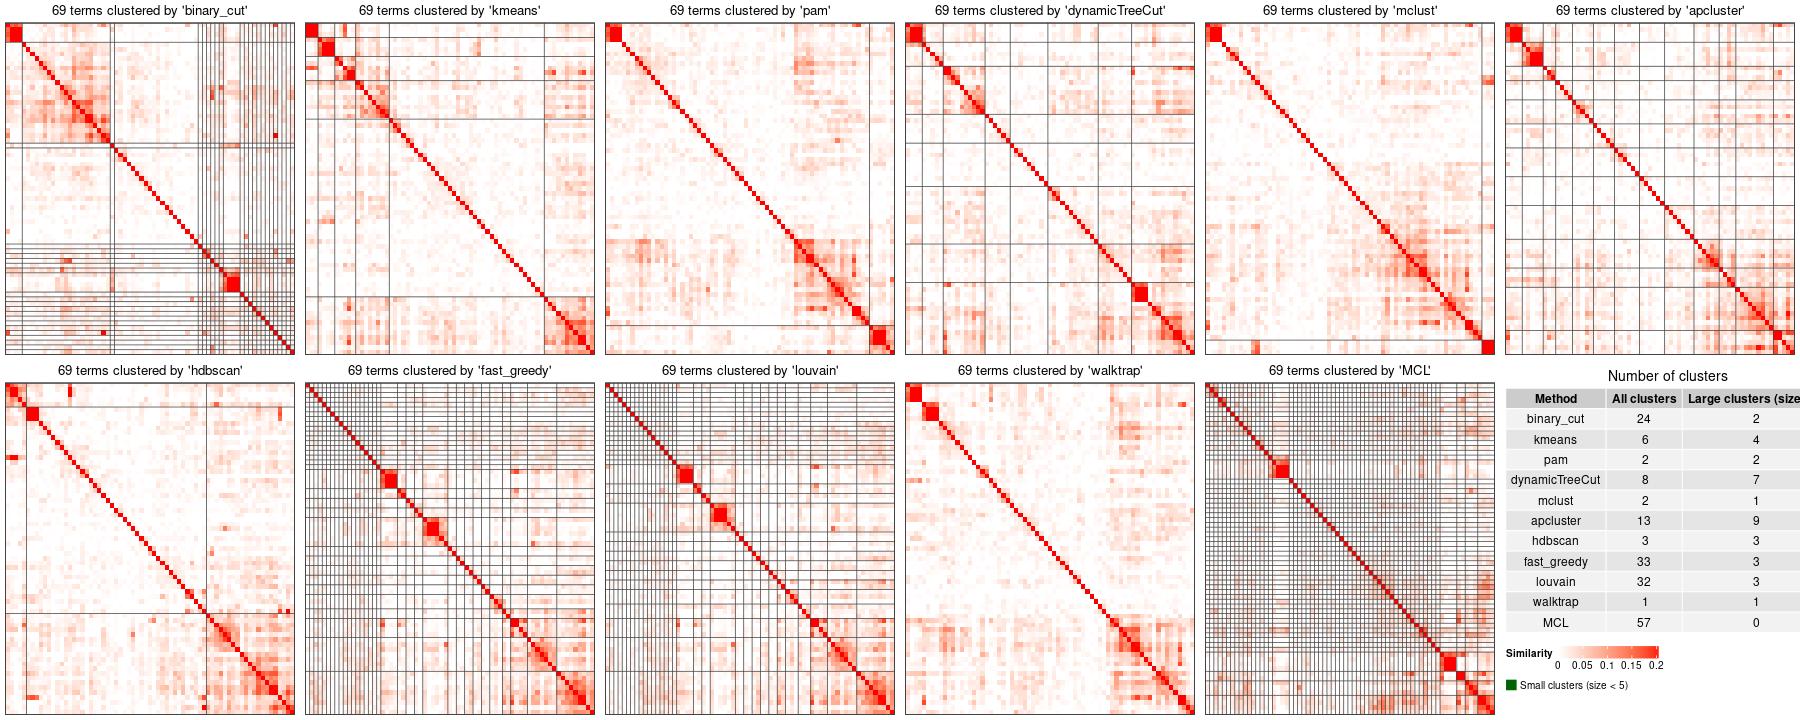 69 terms clustered by 'binary_cut'
69 terms clustered by 'kmeans'
69 terms clustered by 'pam'
69 terms clustered by 'dynamicTreeCut'
69 terms clustered by 'mclust'
69 terms clustered by 'apcluster'
69 terms clustered by 'hdbscan'
69 terms clustered by 'fast_greedy'
69 terms clustered by 'louvain'
69 terms clustered by 'walktrap'
69 terms clustered by 'MCL'
Number of clusters
Method All clusters Large clusters (size
binary_cut 24 2
kmeans 6 4
pam 2 2
dynamicTreeCut 8 7
mclust 2 1
apcluster 13 9
hdbscan 3 3
fast_greedy 33 3
louvain 32 3
walktrap 1 1
MCL 57 0
Similarity
0 0.05 0.1 0.15 0.2
Small clusters (size < 5)